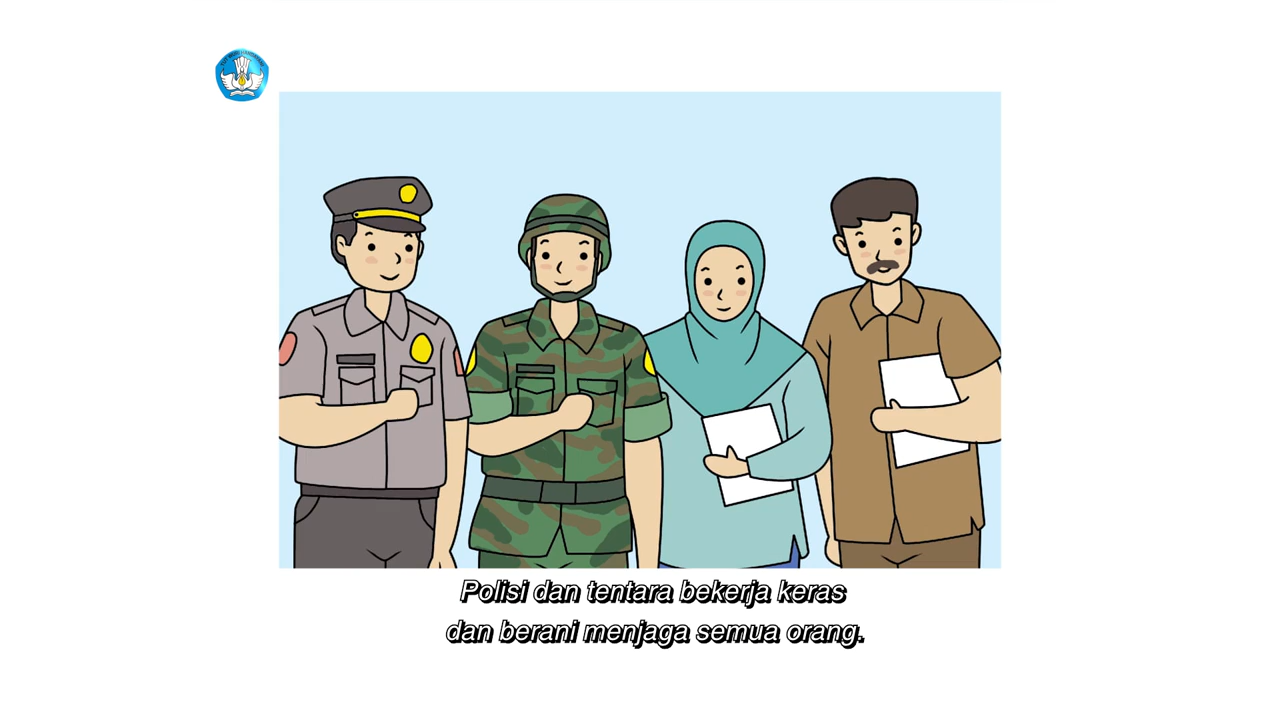 Polisi dan tentara bekerja keras
dan berani menjaga semua orang.